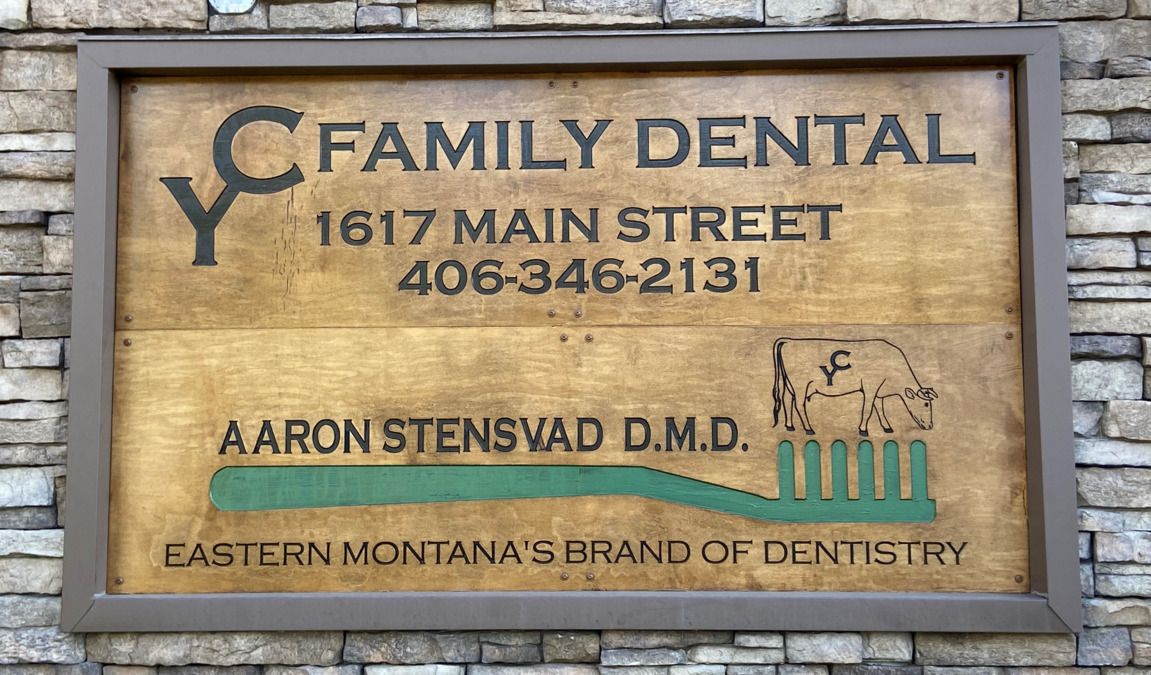 YC FAMILY DENTAL
1617 MAIN STREET
406-346-2131
YC
AARON STENSVAD D.M.D.
EASTERN MONTANA'S BRAND OF DENTISTRY